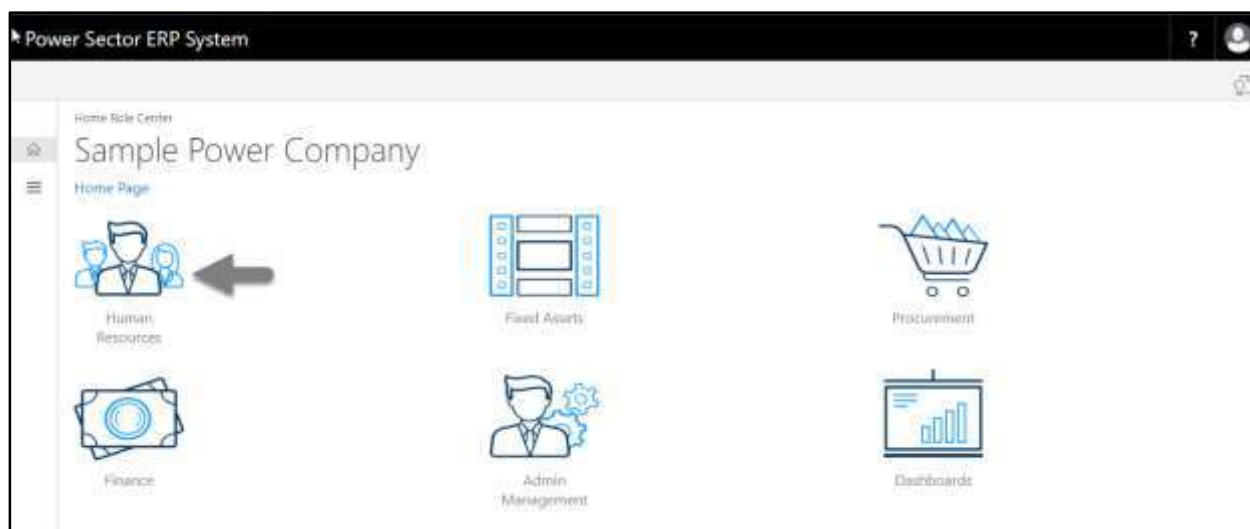 Power Sector ERP System
?
Home Role Center
Sample Power Company
Home Page
Human
Resources
Fixed Assets
Procurement
Finance
Admin
Management
Dashboards